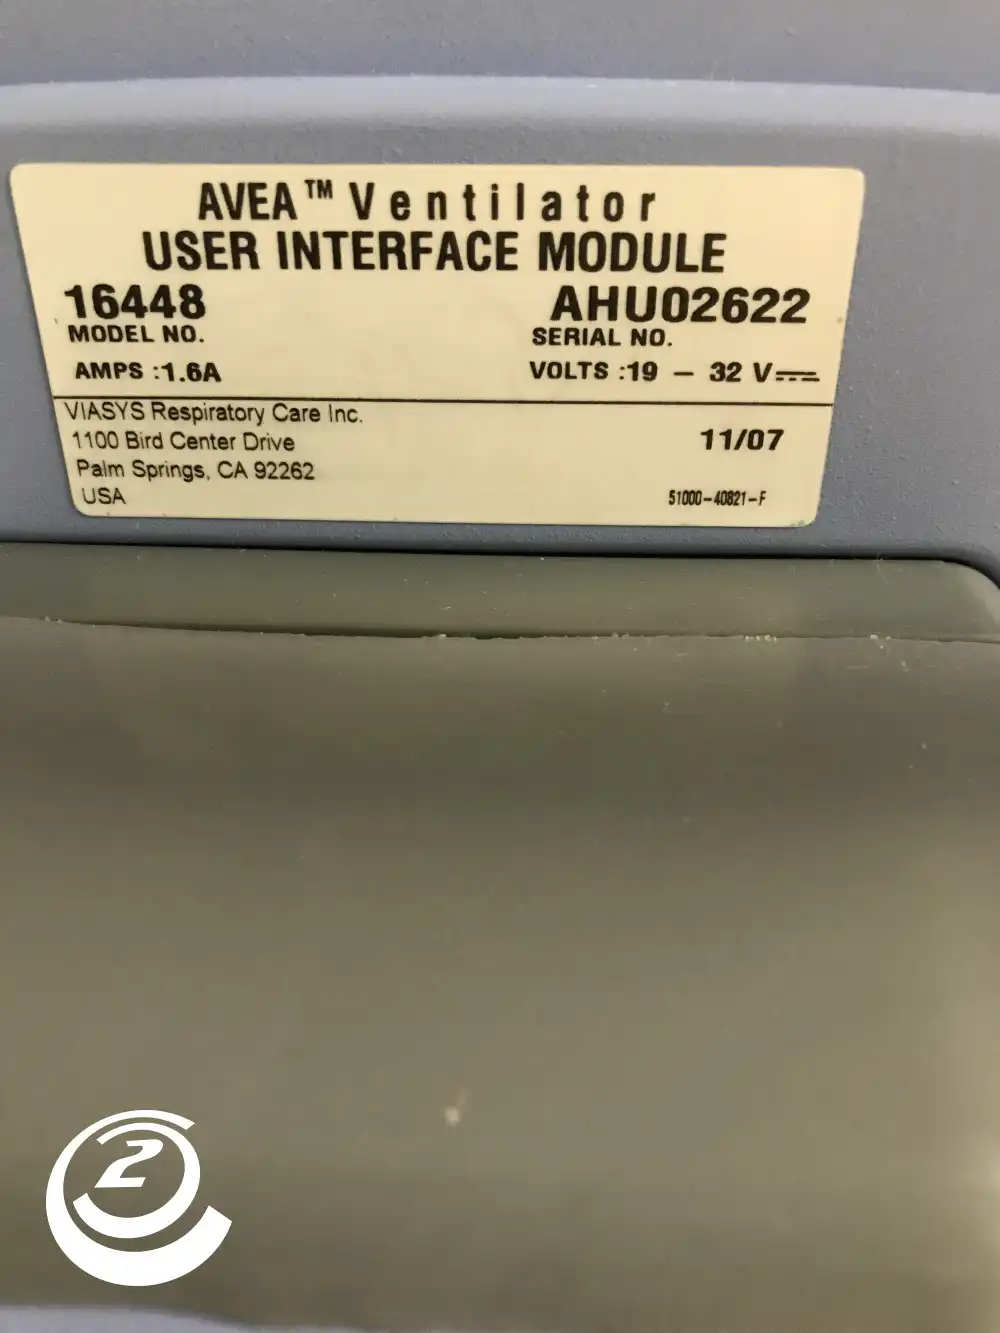 AVEA™ Ventilator
USER INTERFACE MODULE
16448 AHU02622
MODEL NO. SERIAL NO.
AMPS :1.6A VOLTS :19 – 32 V⎓
VIASYS Respiratory Care Inc.
1100 Bird Center Drive 11/07
Palm Springs, CA 92262
USA 51000-40821-F
2